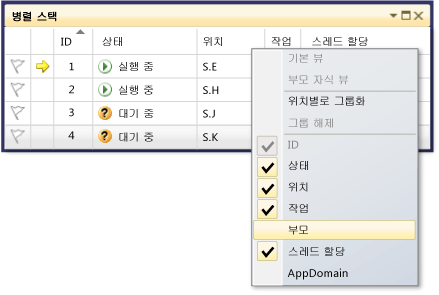 병렬 스택
ID 상태 위치 작업 스레드 할당
1 실행 중 S.E
2 실행 중 S.H
3 대기 중 S.J
4 대기 중 S.K
기본 뷰
부모 자식 뷰
위치별로 그룹화
그룹 해제
ID
상태
위치
작업
부모
스레드 할당
AppDomain